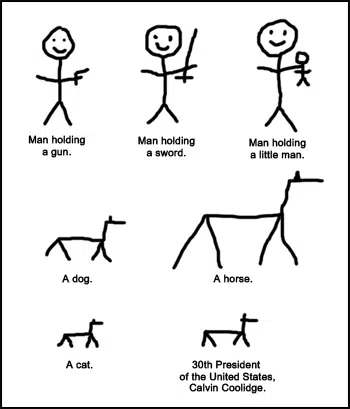 Man holding
a gun.
Man holding
a sword.
Man holding
a little man.
A dog.
A horse.
A cat.
30th President
of the United States,
Calvin Coolidge.